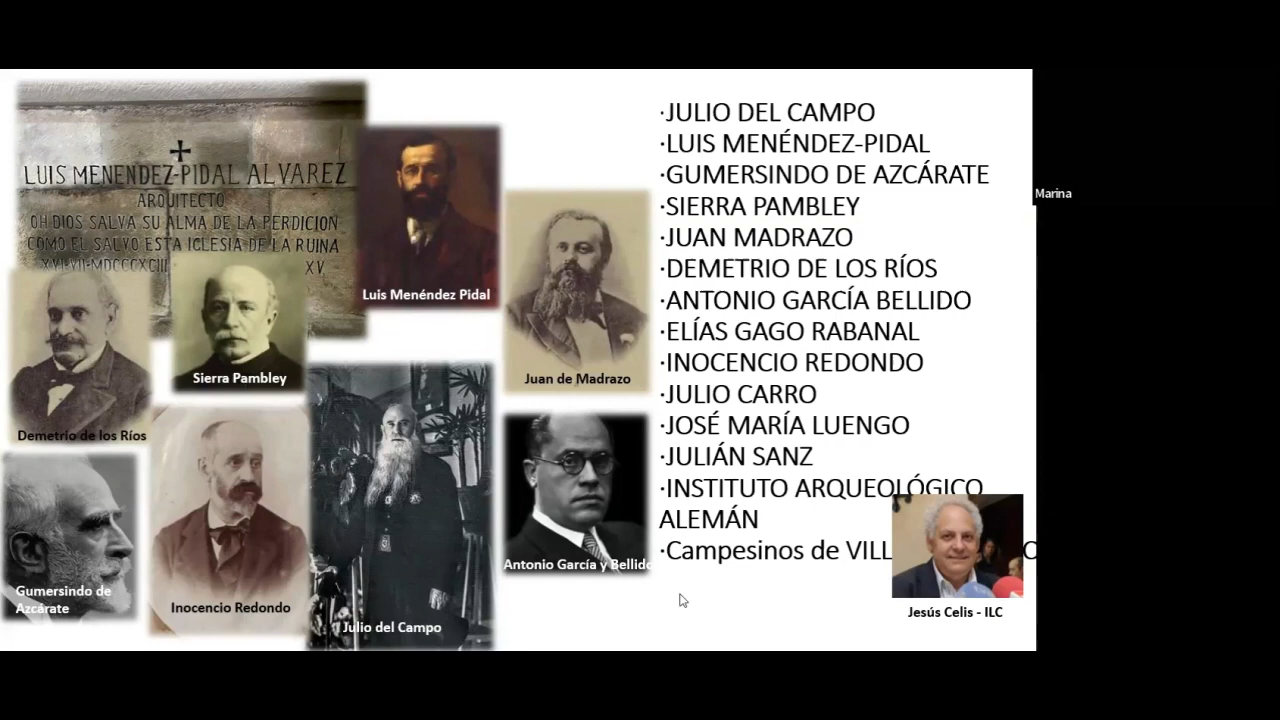 LUIS MENENDEZ-PIDAL ALVAREZ
ARQUITECTO
OH DIOS SALVA SU ALMA DE LA PERDICION
COMO EL SALVO ESTA IGLESIA DE LA RUINA
XVI-VII-MDCCCXCIII XV
Luis Menéndez Pidal
Sierra Pambley
Juan de Madrazo
Demetrio de los Ríos
Gumersindo de
Azcárate
Inocencio Redondo
Julio del Campo
Antonio García y Bellido
·JULIO DEL CAMPO
·LUIS MENÉNDEZ-PIDAL
·GUMERSINDO DE AZCÁRATE
·SIERRA PAMBLEY
·JUAN MADRAZO
·DEMETRIO DE LOS RÍOS
·ANTONIO GARCÍA BELLIDO
·ELÍAS GAGO RABANAL
·INOCENCIO REDONDO
·JULIO CARRO
·JOSÉ MARÍA LUENGO
·JULIÁN SANZ
·INSTITUTO ARQUEOLÓGICO
ALEMÁN
·Campesinos de
Jesús Celis - ILC
Marina